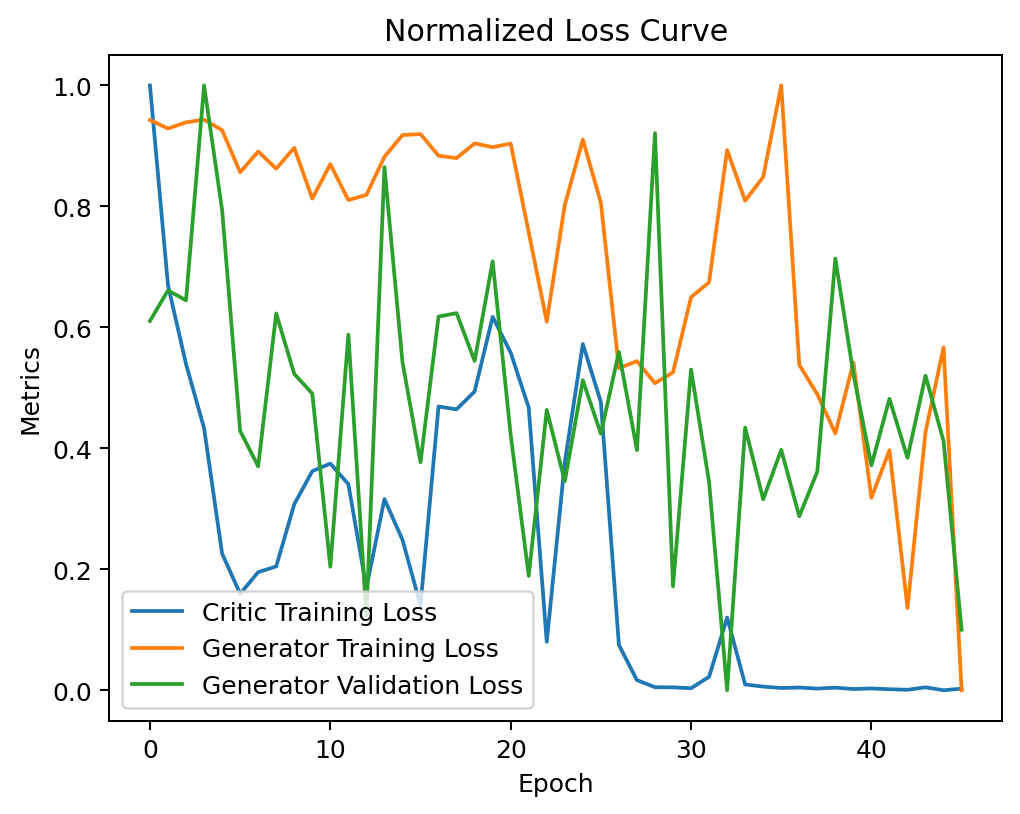 Normalized Loss Curve
1.0
0.8
0.6
0.4
0.2
0.0
Metrics
Critic Training Loss
Generator Training Loss
Generator Validation Loss
0 10 20 30 40
Epoch